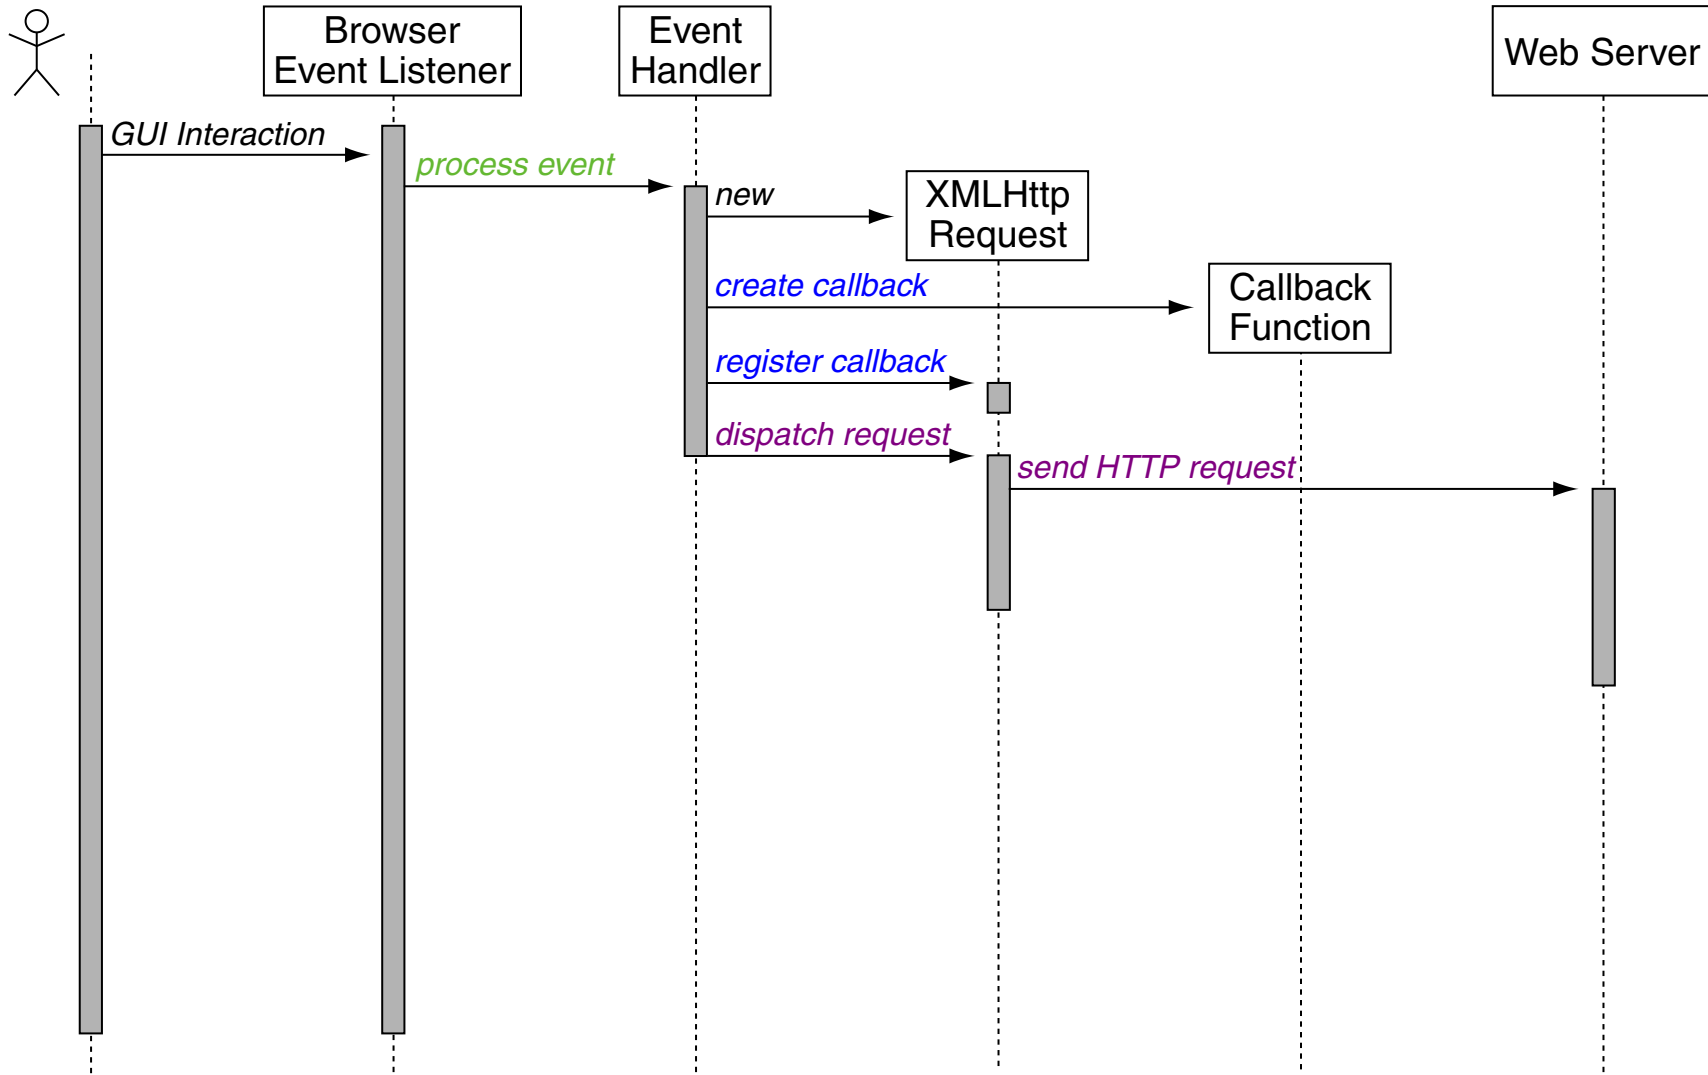 Browser
Event Listener
Event
Handler
Web Server
GUI Interaction
process event
new
XMLHttp
Request
create callback
Callback
Function
register callback
dispatch request
send HTTP request